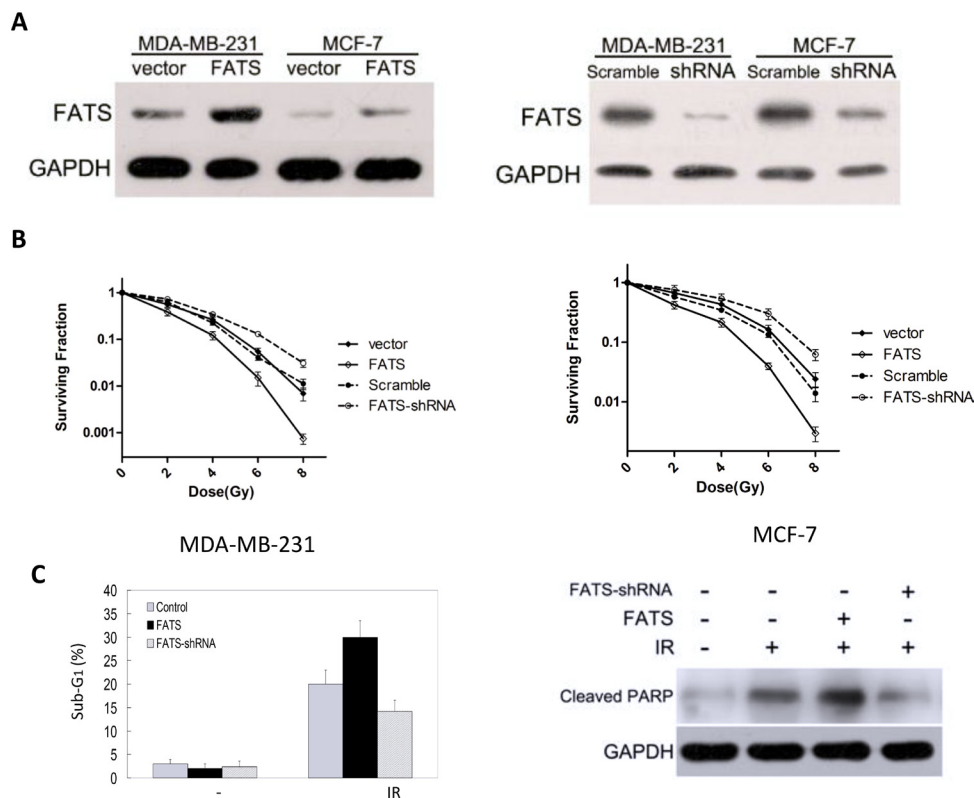 A
MDA-MB-231 MCF-7
vector FATS vector FATS
FATS
GAPDH
MDA-MB-231 MCF-7
Scramble shRNA Scramble shRNA
FATS
GAPDH
B
Surviving Fraction
1
0.1
0.01
0.001
0 2 4 6 8
Dose(Gy)
vector
FATS
Scramble
FATS-shRNA
MDA-MB-231
Surviving Fraction
1
0.1
0.01
0 2 4 6 8
Dose(Gy)
vector
FATS
Scramble
FATS-shRNA
MCF-7
C
Sub-G1 (%)
40
35
30
25
20
15
10
5
0
Control
FATS
FATS-shRNA
- IR
FATS-shRNA - - - +
FATS - - + -
IR - + + +
Cleaved PARP
GAPDH